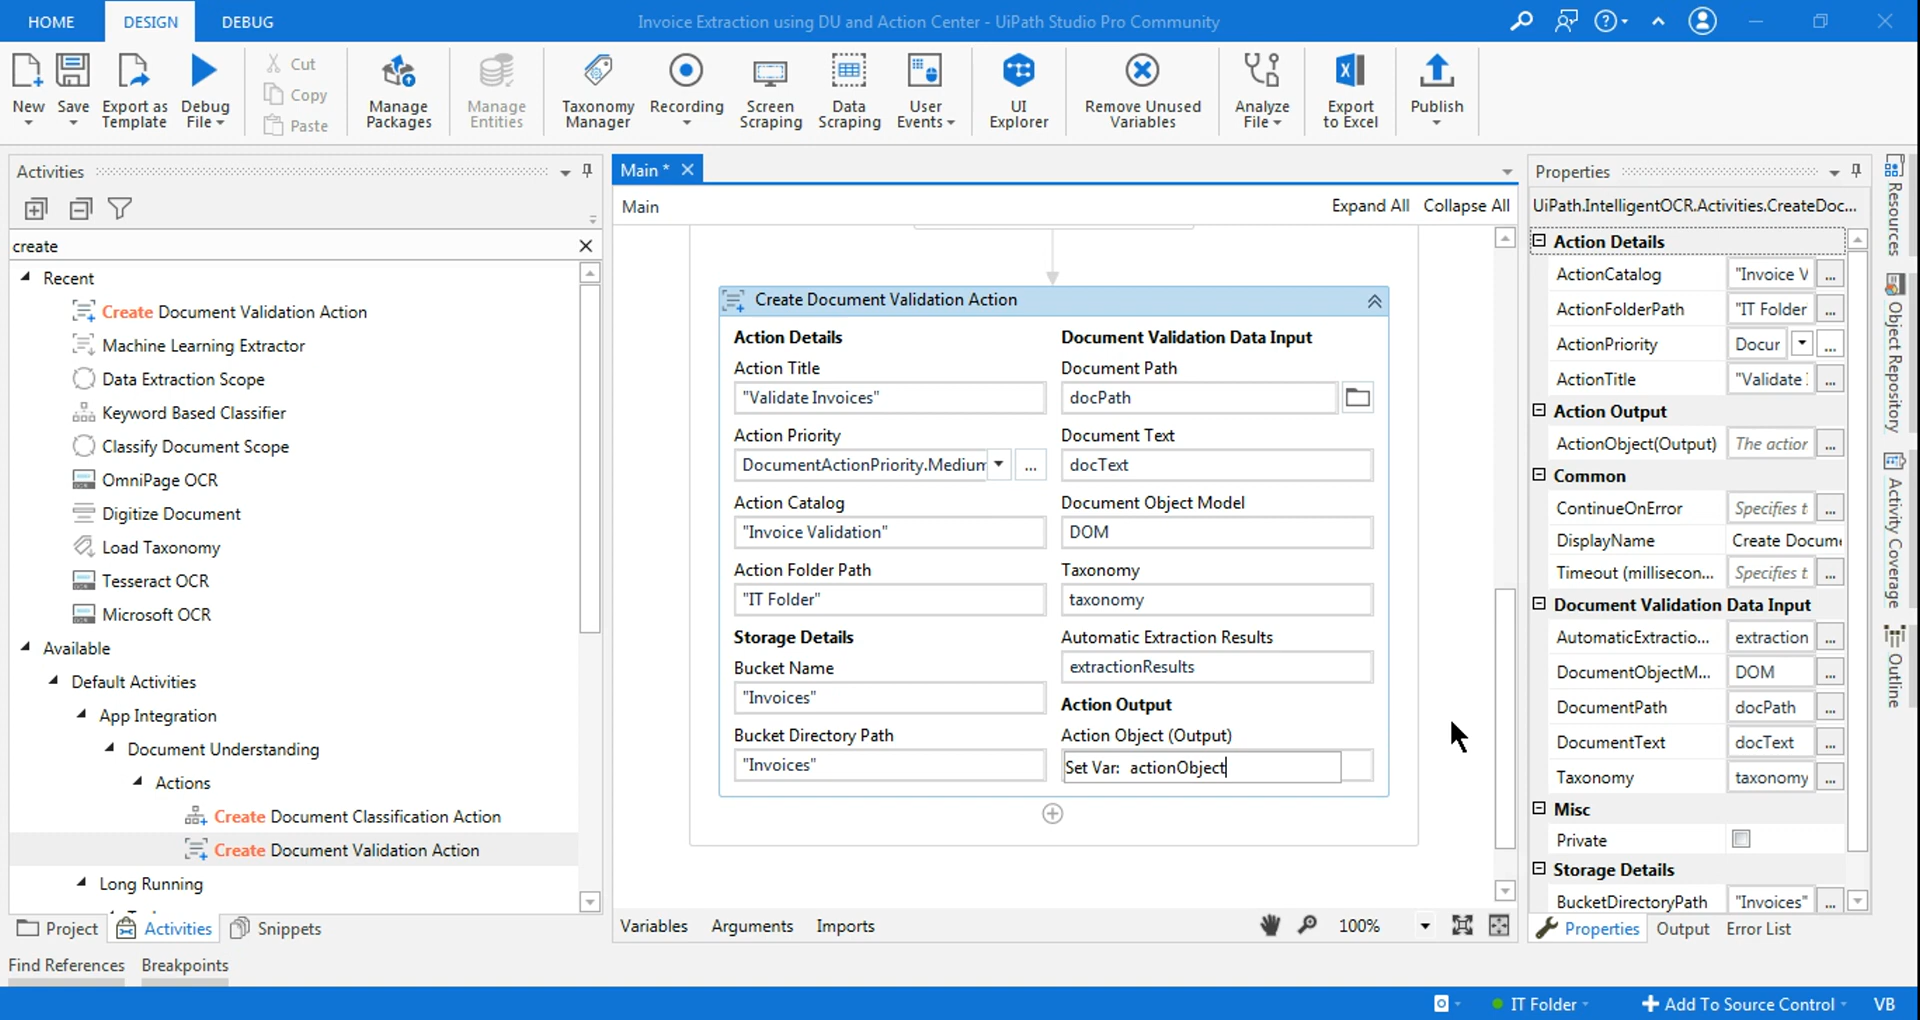 HOME DESIGN DEBUG Invoice Extraction using DU and Action Center - UiPath Studio Pro Community
New Save Export as Template Debug File Cut Copy Paste Manage Packages Manage Entities Taxonomy Manager Recording Screen Scraping Data Scraping User Events UI Explorer Remove Unused Variables Analyze File Export to Excel Publish
Activities
create
Recent
Create Document Validation Action
Machine Learning Extractor
Data Extraction Scope
Keyword Based Classifier
Classify Document Scope
OmniPage OCR
Digitize Document
Load Taxonomy
Tesseract OCR
Microsoft OCR
Available
Default Activities
App Integration
Document Understanding
Actions
Create Document Classification Action
Create Document Validation Action
Long Running
Project Activities Snippets
Find References Breakpoints
Main *
Main Expand All Collapse All
Create Document Validation Action
Action Details
Action Title
"Validate Invoices"
Action Priority
DocumentActionPriority.Medium ...
Action Catalog
"Invoice Validation"
Action Folder Path
"IT Folder"
Storage Details
Bucket Name
"Invoices"
Bucket Directory Path
"Invoices"
Document Validation Data Input
Document Path
docPath
Document Text
docText
Document Object Model
DOM
Taxonomy
taxonomy
Automatic Extraction Results
extractionResults
Action Output
Action Object (Output)
Set Var: actionObject
Variables Arguments Imports 100%
Properties
UiPath.IntelligentOCR.Activities.CreateDoc...
Action Details
ActionCatalog "Invoice V ...
ActionFolderPath "IT Folder ...
ActionPriority Docur ...
ActionTitle "Validate ...
Action Output
ActionObject(Output) The action ...
Common
ContinueOnError Specifies t ...
DisplayName Create Docume
Timeout (millisecon... Specifies t ...
Document Validation Data Input
AutomaticExtractio... extraction ...
DocumentObjectM... DOM ...
DocumentPath docPath ...
DocumentText docText ...
Taxonomy taxonomy ...
Misc
Private
Storage Details
BucketDirectoryPath "Invoices" ...
Properties Output Error List
Resources
Object Repository
Activity Coverage
Outline
IT Folder Add To Source Control VB